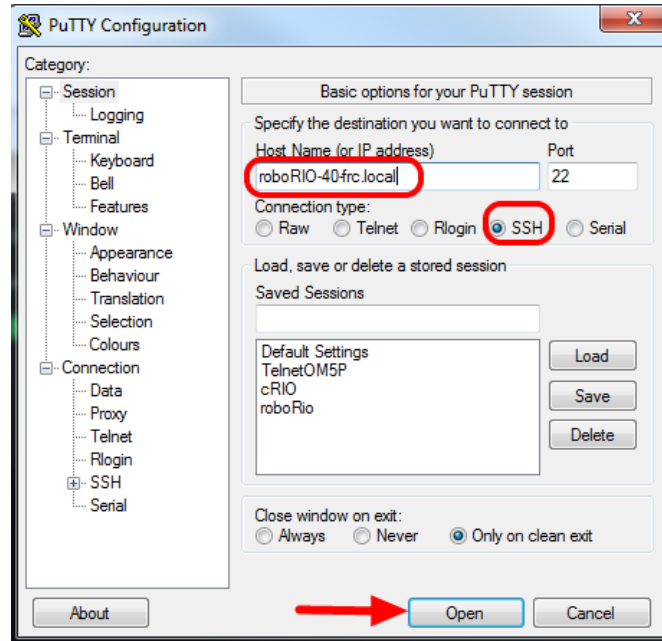 PuTTY Configuration
Category:
Session
Logging
Terminal
Keyboard
Bell
Features
Window
Appearance
Behaviour
Translation
Selection
Colours
Connection
Data
Proxy
Telnet
Rlogin
SSH
Serial
Basic options for your PuTTY session
Specify the destination you want to connect to
Host Name (or IP address) Port
roboRIO-40-frc.local 22
Connection type:
Raw Telnet Rlogin SSH Serial
Load, save or delete a stored session
Saved Sessions
Default Settings
TelnetOM5P
cRIO
roboRio
Load
Save
Delete
Close window on exit:
Always Never Only on clean exit
About Open Cancel